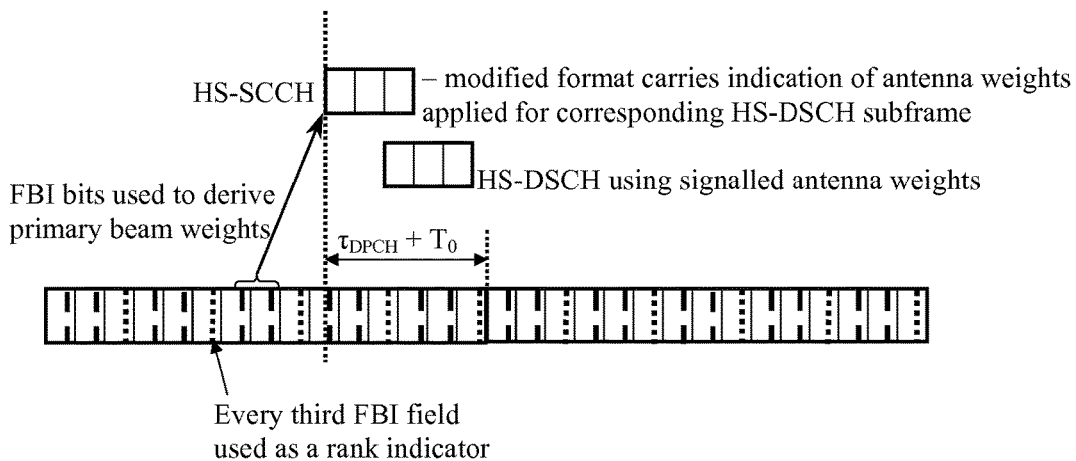 HS-SCCH
– modified format carries indication of antenna weights
applied for corresponding HS-DSCH subframe
HS-DSCH using signalled antenna weights
FBI bits used to derive
primary beam weights
τDPCH + T0
Every third FBI field
used as a rank indicator